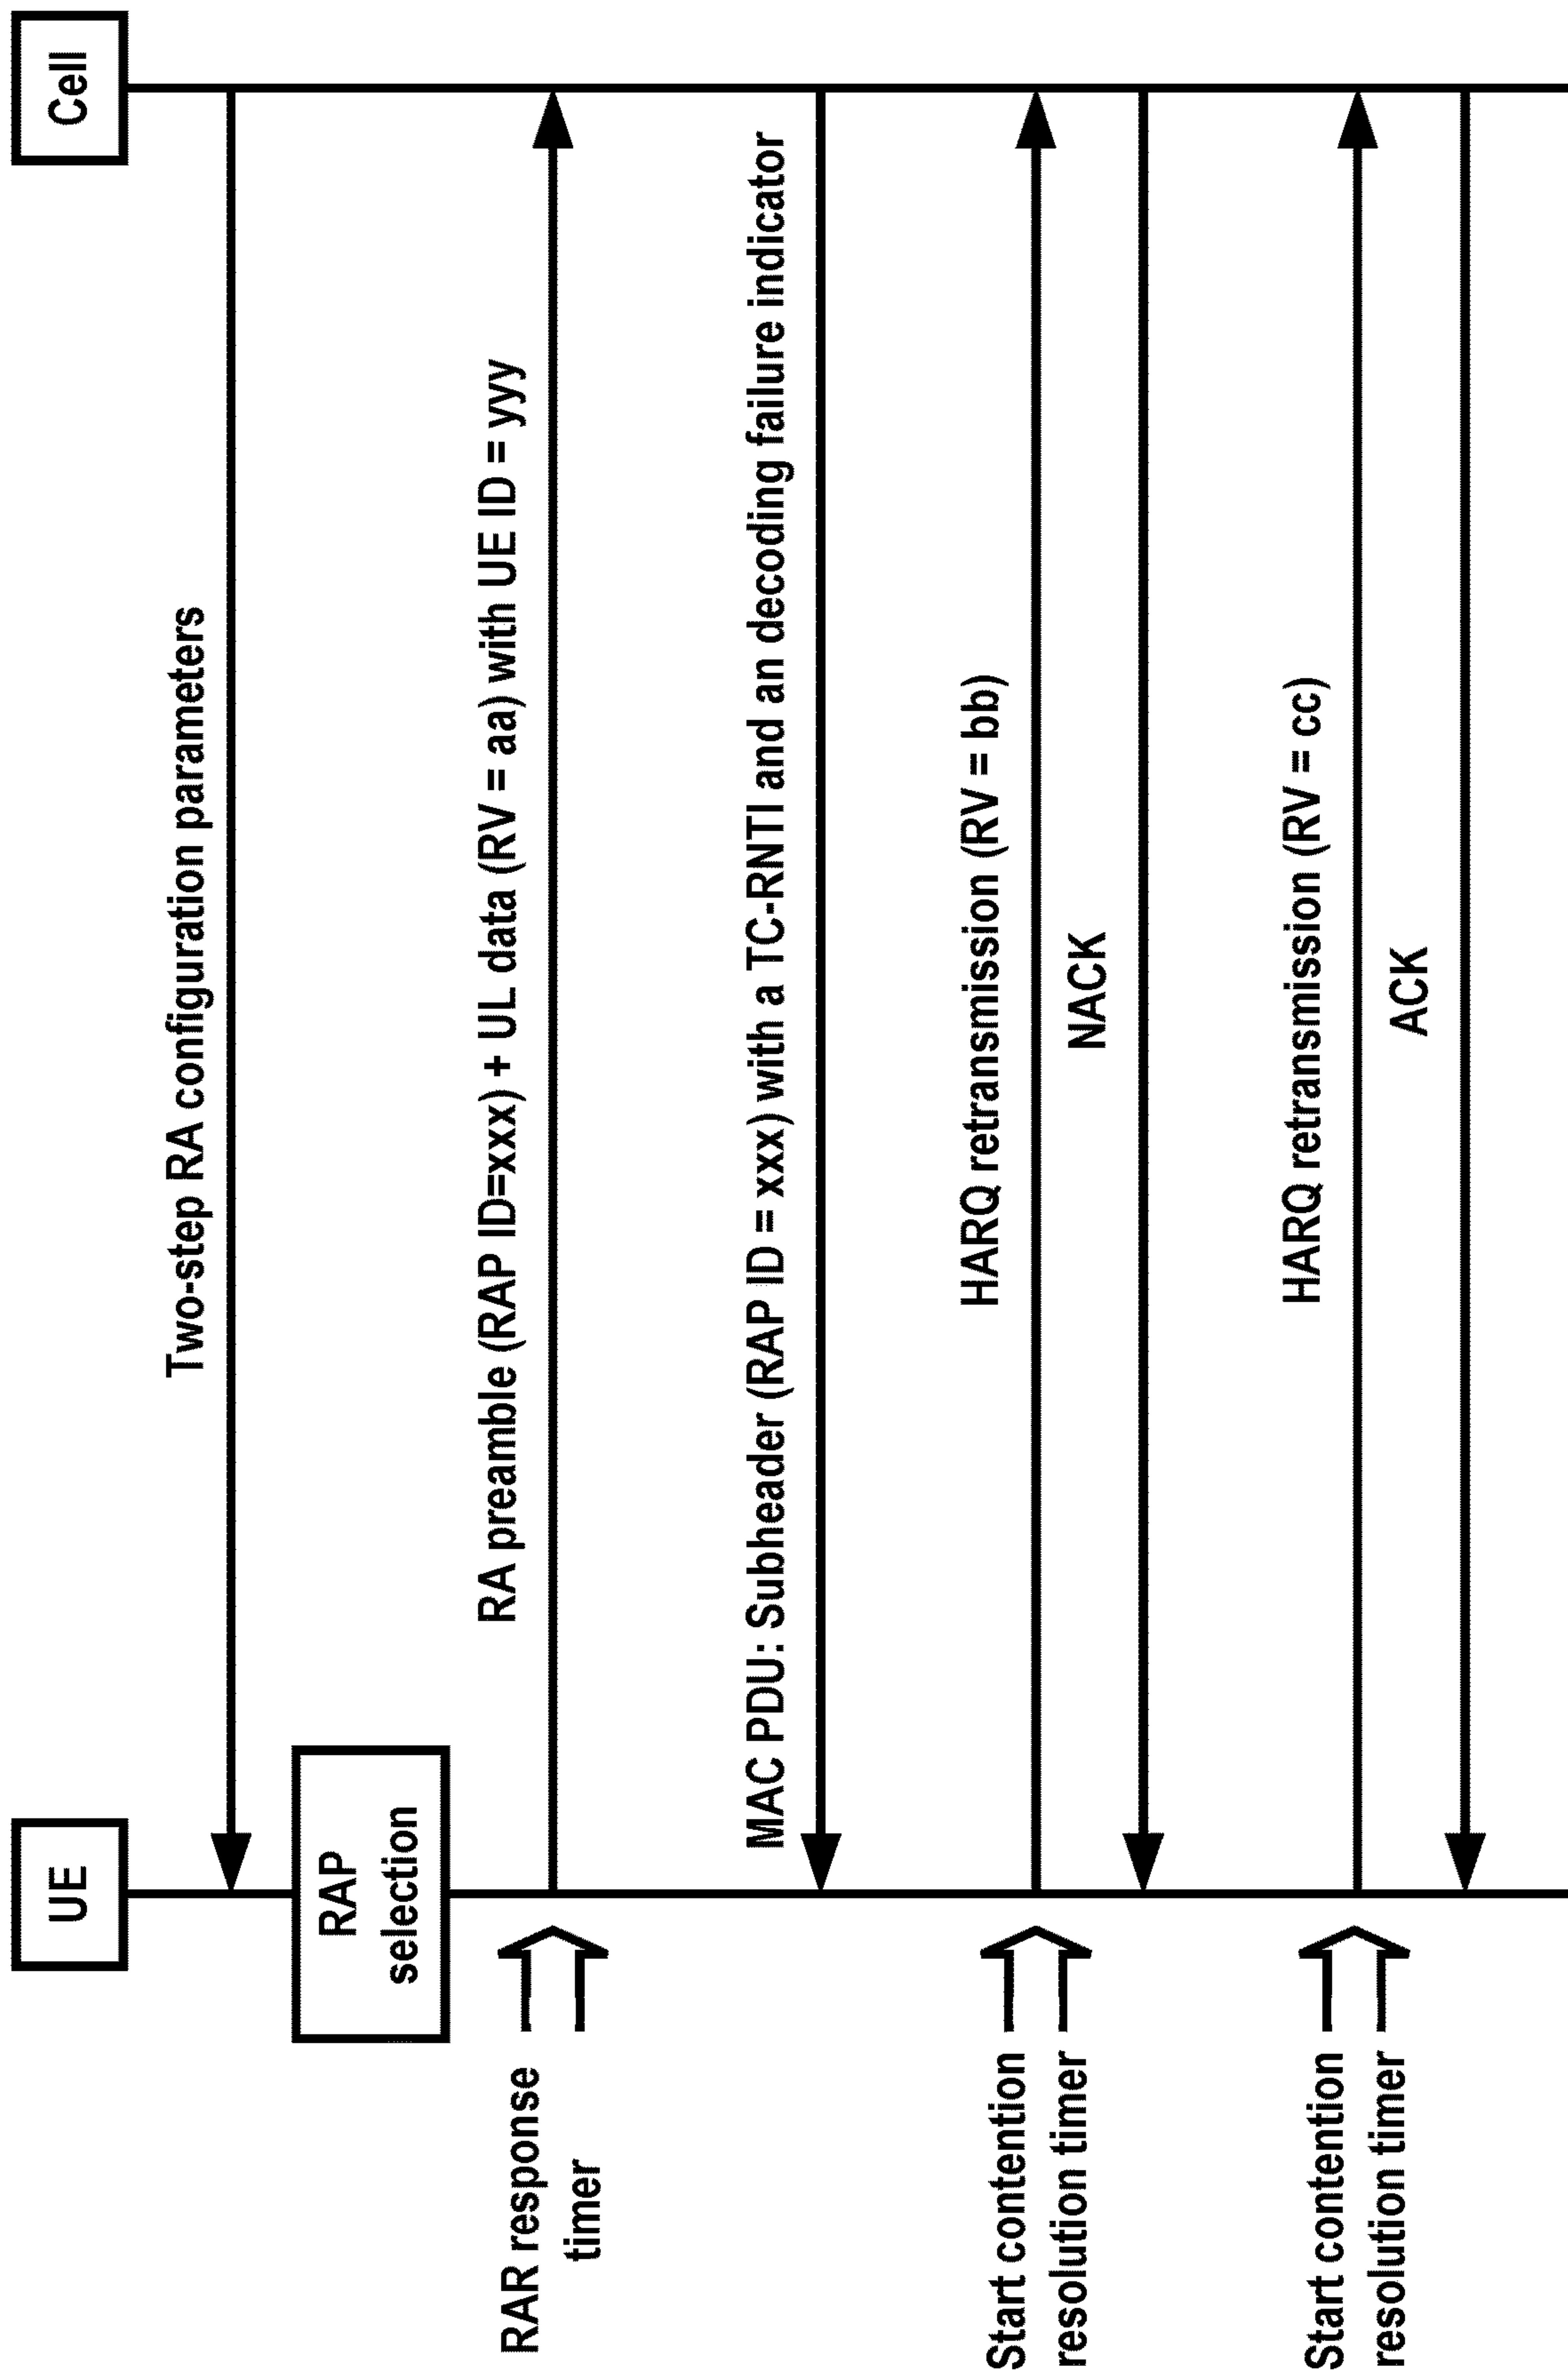 UE
Cell
Two-step RA configuration parameters
RAP
selection
RA preamble (RAP ID=xxx) + UL data (RV = aa) with UE ID = yyy
RAR response
timer
MAC PDU: Subheader (RAP ID = xxx) with a TC-RNTI and an decoding failure indicator
HARQ retransmission (RV = bb)
Start contention
resolution timer
NACK
HARQ retransmission (RV = cc)
Start contention
resolution timer
ACK